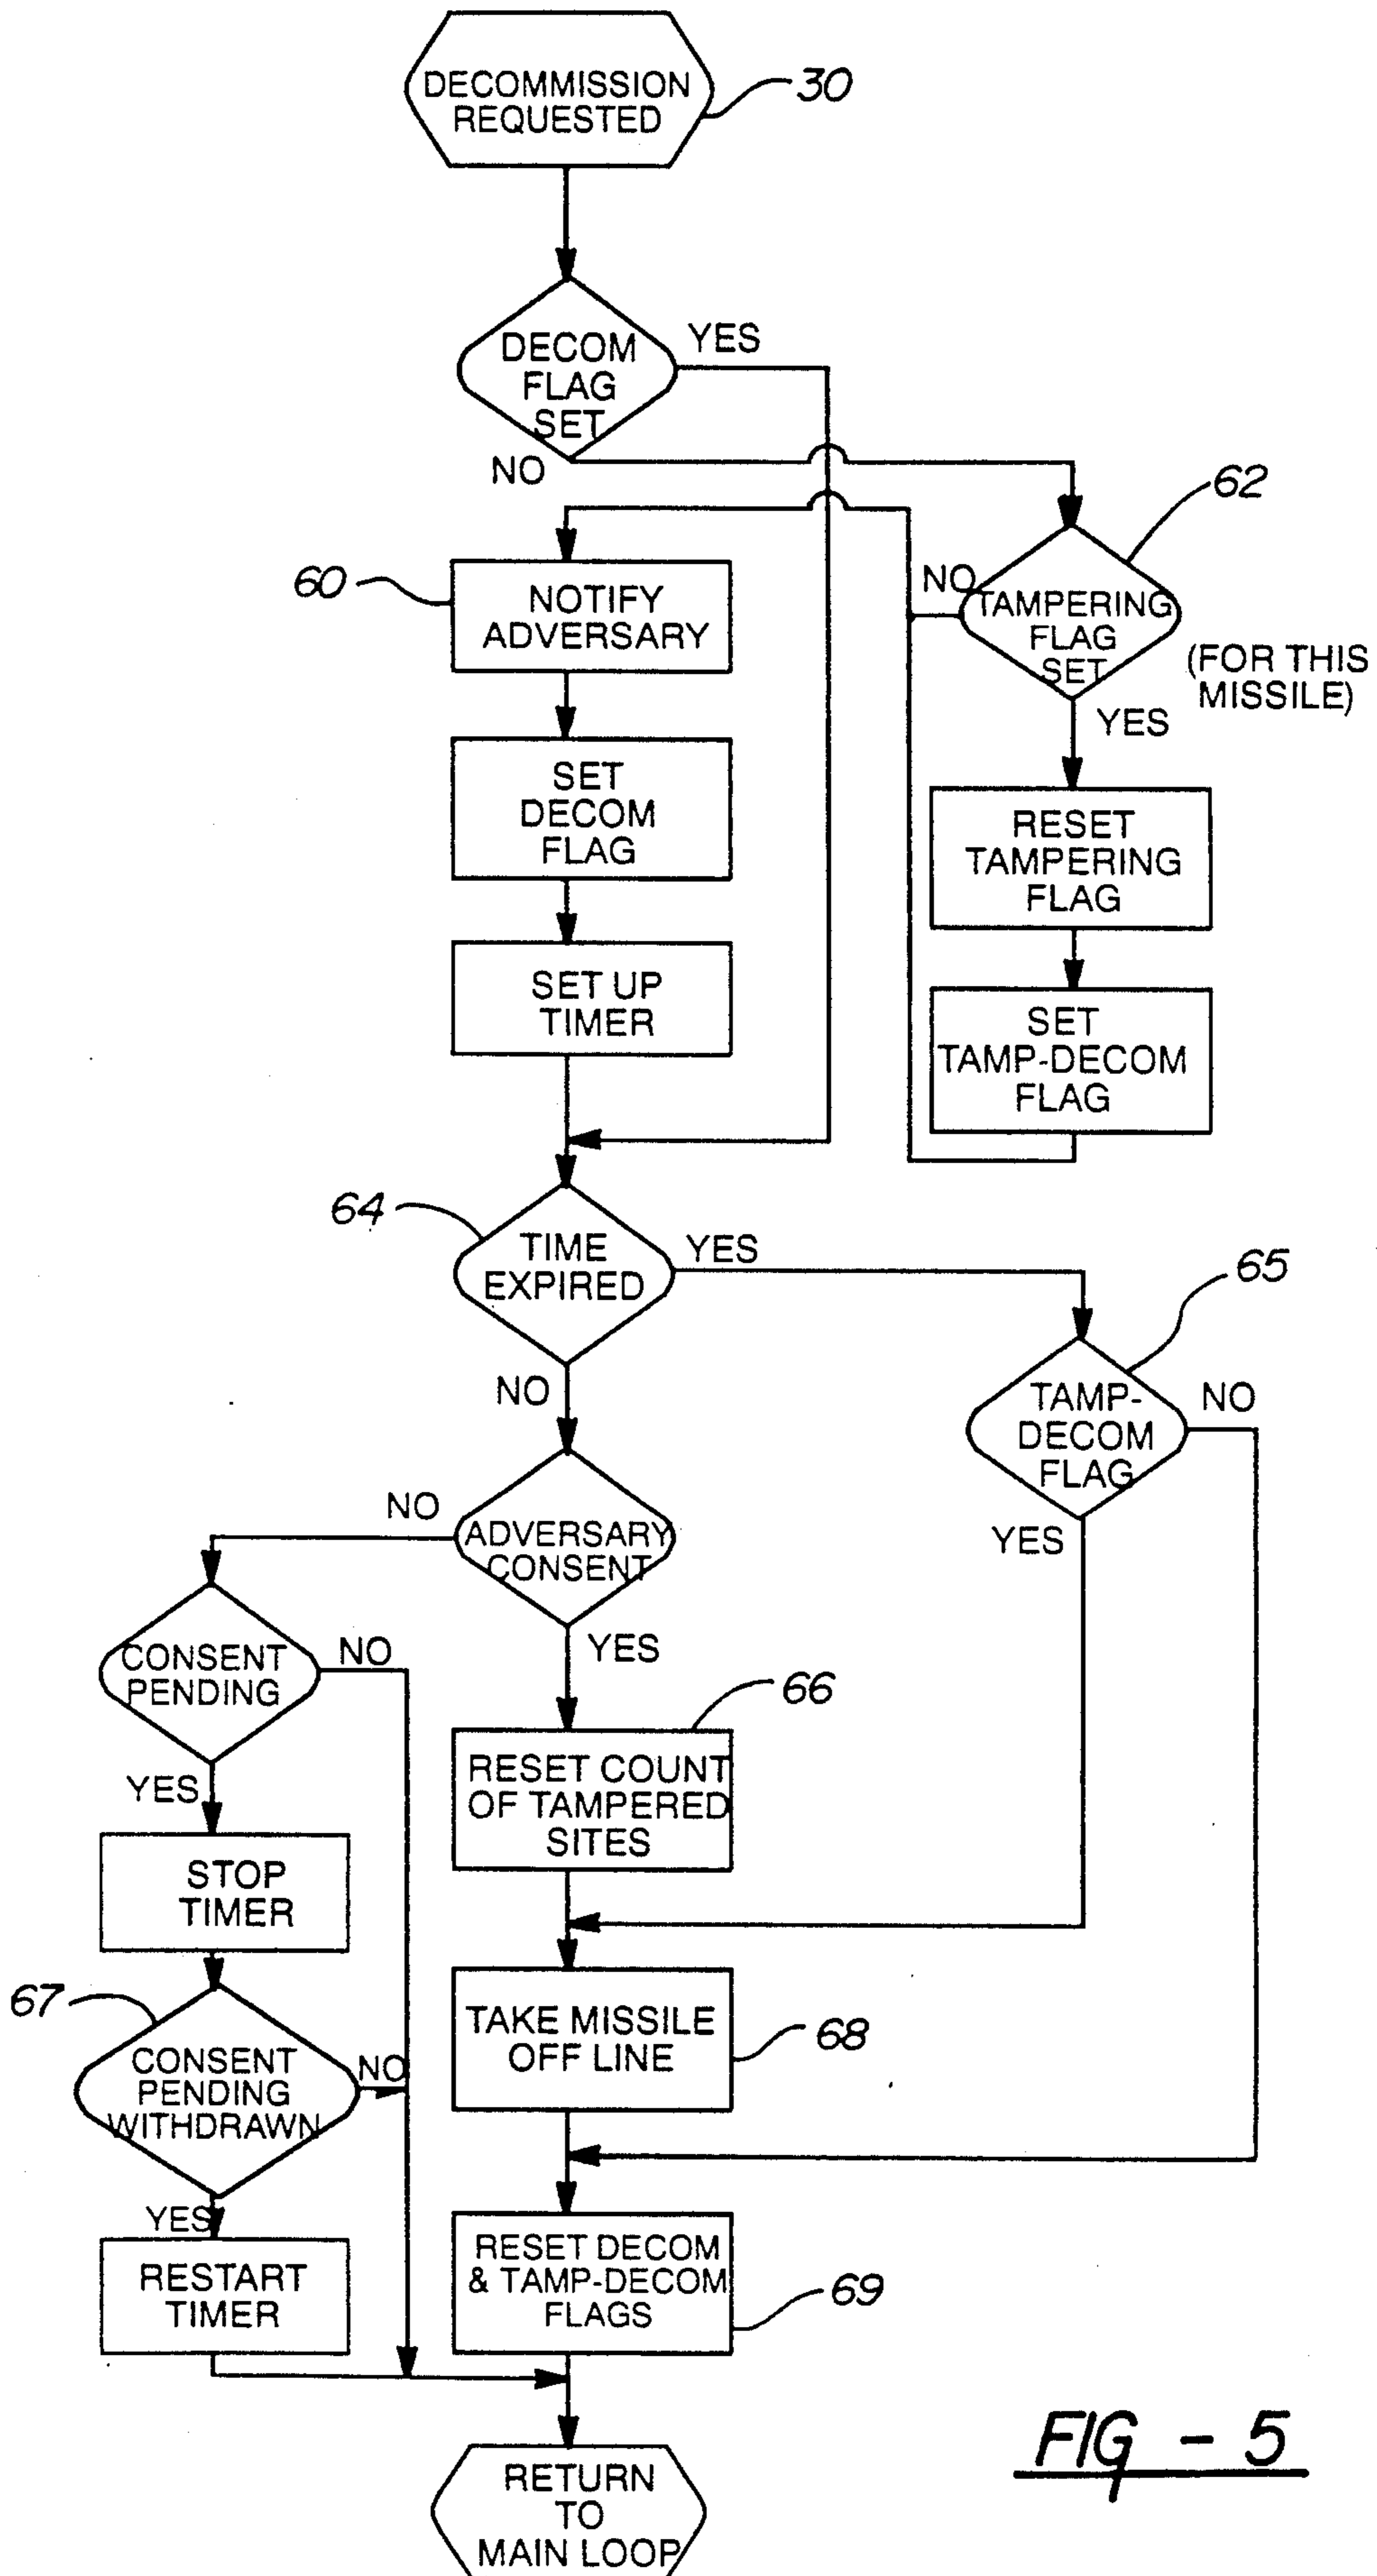 DECOMMISSION
REQUESTED
30
DECOM
FLAG
SET
YES
NO
62
60
NOTIFY
ADVERSARY
NO
TAMPERING
FLAG
SET
(FOR THIS
MISSILE)
YES
SET
DECOM
FLAG
RESET
TAMPERING
FLAG
SET UP
TIMER
SET
TAMP-DECOM
FLAG
64
TIME
EXPIRED
YES
65
NO
TAMP-
DECOM
FLAG
NO
YES
NO
ADVERSARY
CONSENT
YES
CONSENT
PENDING
NO
YES
66
RESET COUNT
OF TAMPERED
SITES
STOP
TIMER
67
CONSENT
PENDING
WITHDRAWN
NO
TAKE MISSILE
OFF LINE
68
YES
RESTART
TIMER
RESET DECOM
& TAMP-DECOM
FLAGS
69
RETURN
TO
MAIN LOOP
FIG - 5